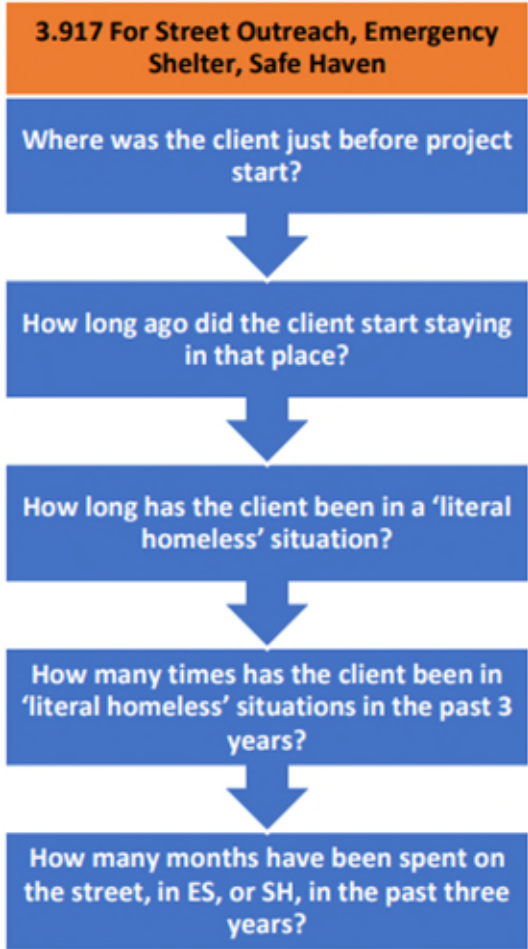 3.917 For Street Outreach, Emergency
Shelter, Safe Haven
Where was the client just before project
start?
How long ago did the client start staying
in that place?
How long has the client been in a ‘literal
homeless’ situation?
How many times has the client been in
‘literal homeless’ situations in the past 3
years?
How many months have been spent on
the street, in ES, or SH, in the past three
years?